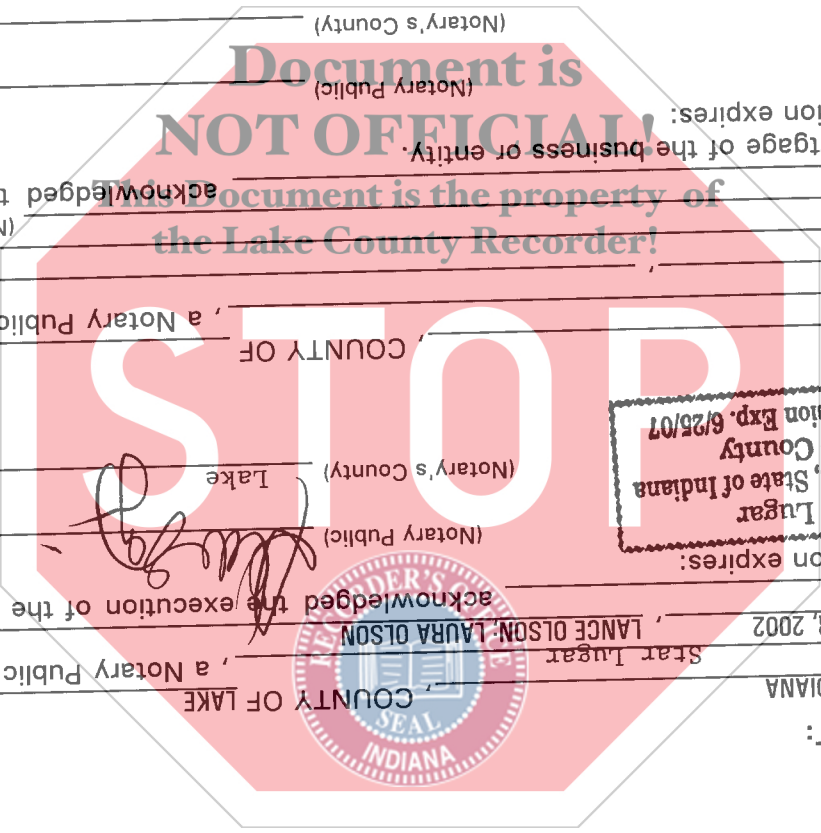 Document is
NOT OFFICIAL!
This Document is the property of
the Lake County Recorder!
STOP
RECORDER'S OFFICE
SEAL
INDIANA
DIANA, COUNTY OF LAKE
Star Lugar, a Notary Public
, 2002, LANCE OLSON; LAURA OLSON
acknowledged the execution of the
on expires:
(Notary Public)
Lugar
, State of Indiana
County
ion Exp. 6/25/07
Lake
(Notary's County)
, COUNTY OF
, a Notary Public
,
(N
acknowledged t
tgage of the business or entity.
ion expires:
(Notary Public)
(Notary's County)